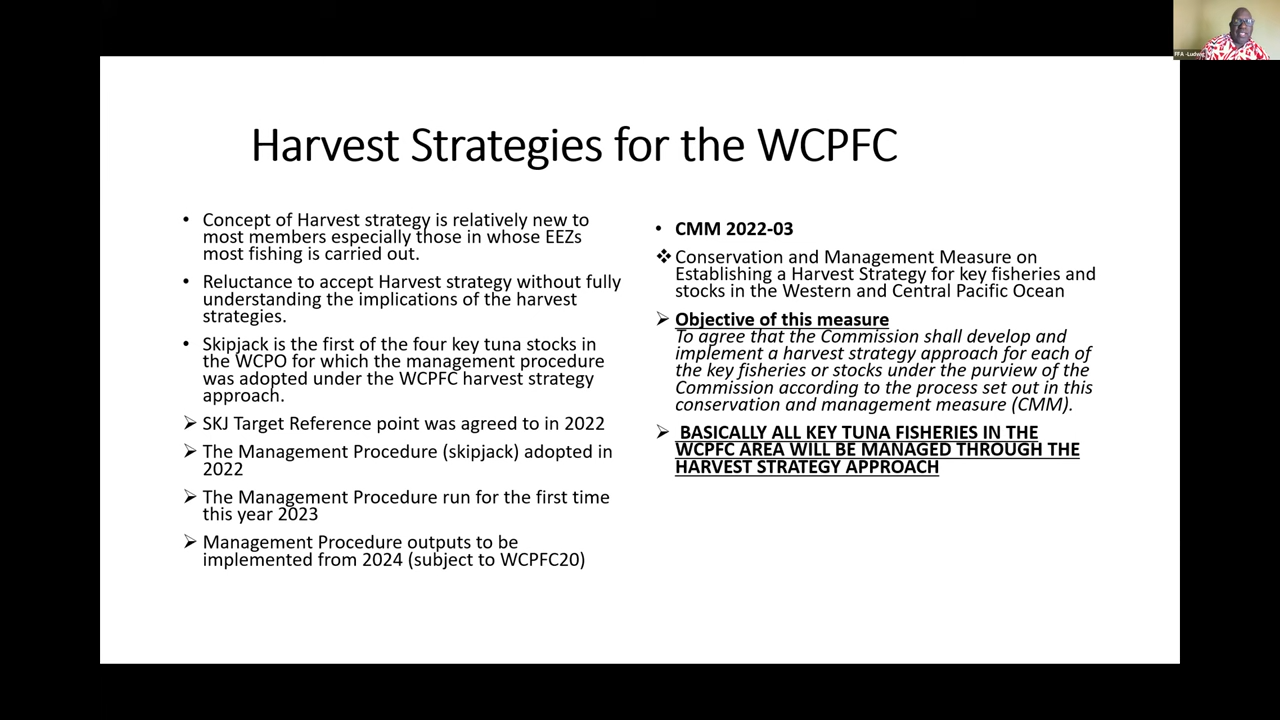 Harvest Strategies for the WCPFC
• Concept of Harvest strategy is relatively new to
most members especially those in whose EEZs
most fishing is carried out.
• Reluctance to accept Harvest strategy without fully
understanding the implications of the harvest
strategies.
• Skipjack is the first of the four key tuna stocks in
the WCPO for which the management procedure
was adopted under the WCPFC harvest strategy
approach.
➢ SKJ Target Reference point was agreed to in 2022
➢ The Management Procedure (skipjack) adopted in
2022
➢ The Management Procedure run for the first time
this year 2023
➢ Management Procedure outputs to be
implemented from 2024 (subject to WCPFC20)
• CMM 2022-03
❖ Conservation and Management Measure on
Establishing a Harvest Strategy for key fisheries and
stocks in the Western and Central Pacific Ocean
➢ Objective of this measure
To agree that the Commission shall develop and
implement a harvest strategy approach for each of
the key fisheries or stocks under the purview of the
Commission according to the process set out in this
conservation and management measure (CMM).
➢ BASICALLY ALL KEY TUNA FISHERIES IN THE
WCPFC AREA WILL BE MANAGED THROUGH THE
HARVEST STRATEGY APPROACH
FFA